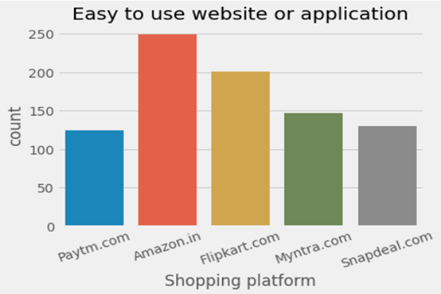 Easy to use website or application
250
200
150
100
50
0
count
Paytm.com
Amazon.in
Flipkart.com
Myntra.com
Snapdeal.com
Shopping platform